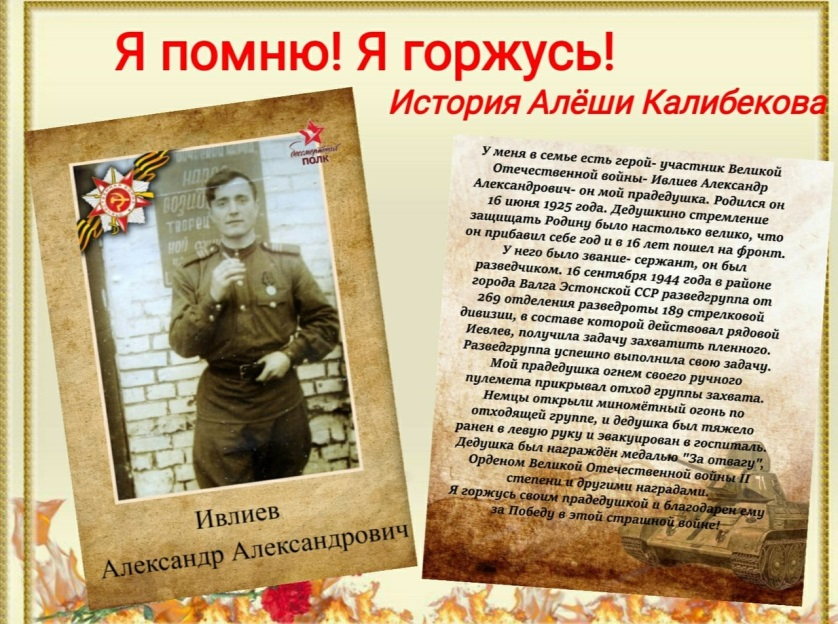 Я помню! Я горжусь!
История Алёши Калибекова
бессмертный
ПОЛК
НАРОД
ТВОРЕЦ
Ивлиев
Александр Александрович
У меня в семье есть герой- участник Великой
Отечественной войны- Ивлиев Александр
Александрович- он мой прадедушка. Родился он
16 июня 1925 года. Дедушкино стремление
защищать Родину было настолько велико, что
он прибавил себе год и в 16 лет пошел на фронт.
У него было звание- сержант, он был
разведчиком. 16 сентября 1944 года в районе
города Валга Эстонской ССР разведгруппа от
269 отделения разведроты 189 стрелковой
дивизии, в составе которой действовал рядовой
Иевлев, получила задачу захватить пленного.
Разведгруппа успешно выполнила свою задачу.
Мой прадедушка огнем своего ручного
пулемета прикрывал отход группы захвата.
Немцы открыли миномётный огонь по
отходящей группе, и дедушка был тяжело
ранен в левую руку и эвакуирован в госпиталь.
Дедушка был награждён медалью "За отвагу",
Орденом Великой Отечественной войны II
степени и другими наградами.
Я горжусь своим прадедушкой и благодарен ему
за Победу в этой страшной войне!